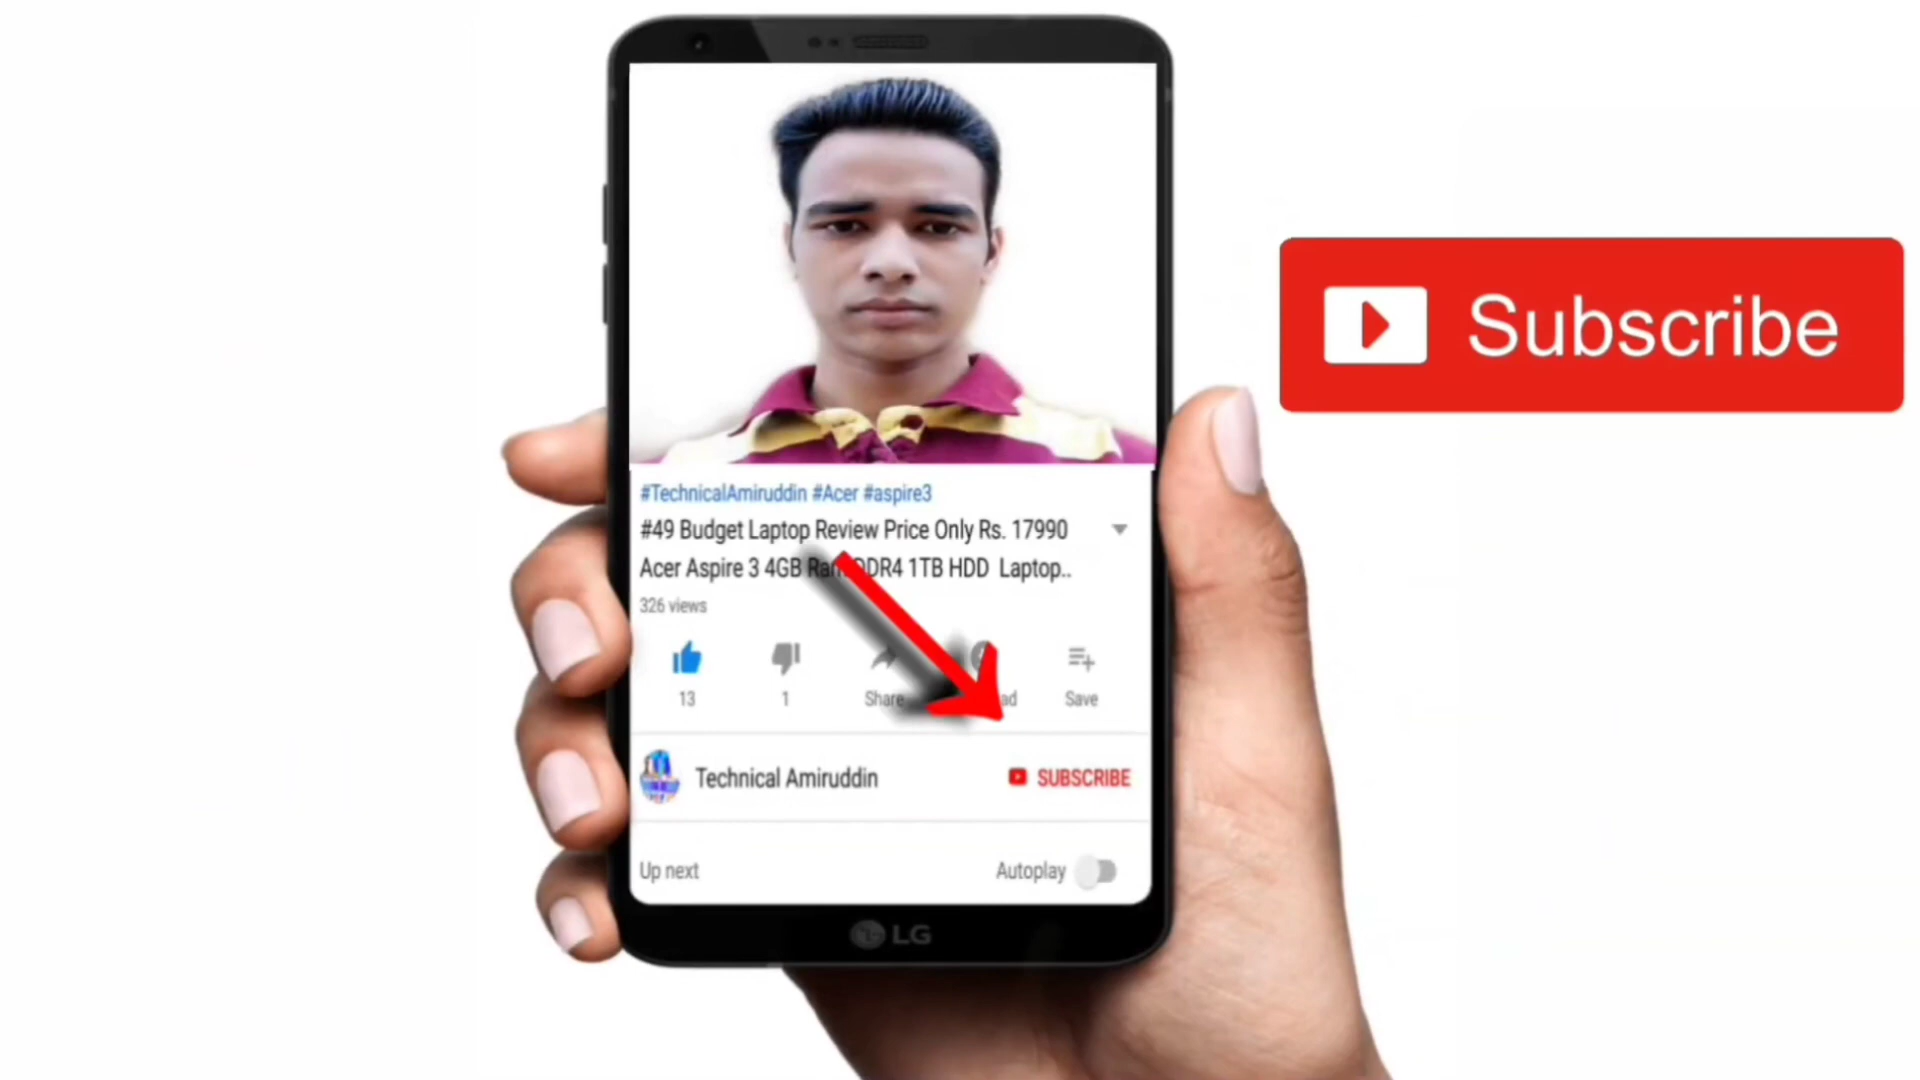 #TechnicalAmiruddin #Acer #aspire3
#49 Budget Laptop Review Price Only Rs. 17990
Acer Aspire 3 4GB Ram DDR4 1TB HDD Laptop..
326 views
13
1
Share
Save
Technical Amiruddin
SUBSCRIBE
Up next
Autoplay
LG
Subscribe